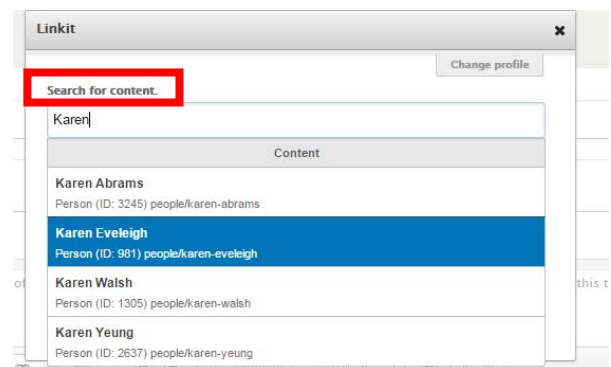 Linkit
Change profile
Search for content.
Karen
Content
Karen Abrams
Person (ID: 3245) people/karen-abrams
Karen Eveleigh
Person (ID: 981) people/karen-eveleigh
Karen Walsh
Person (ID: 1305) people/karen-walsh
of
this t
Karen Yeung
Person (ID: 2637) people/karen-yeung